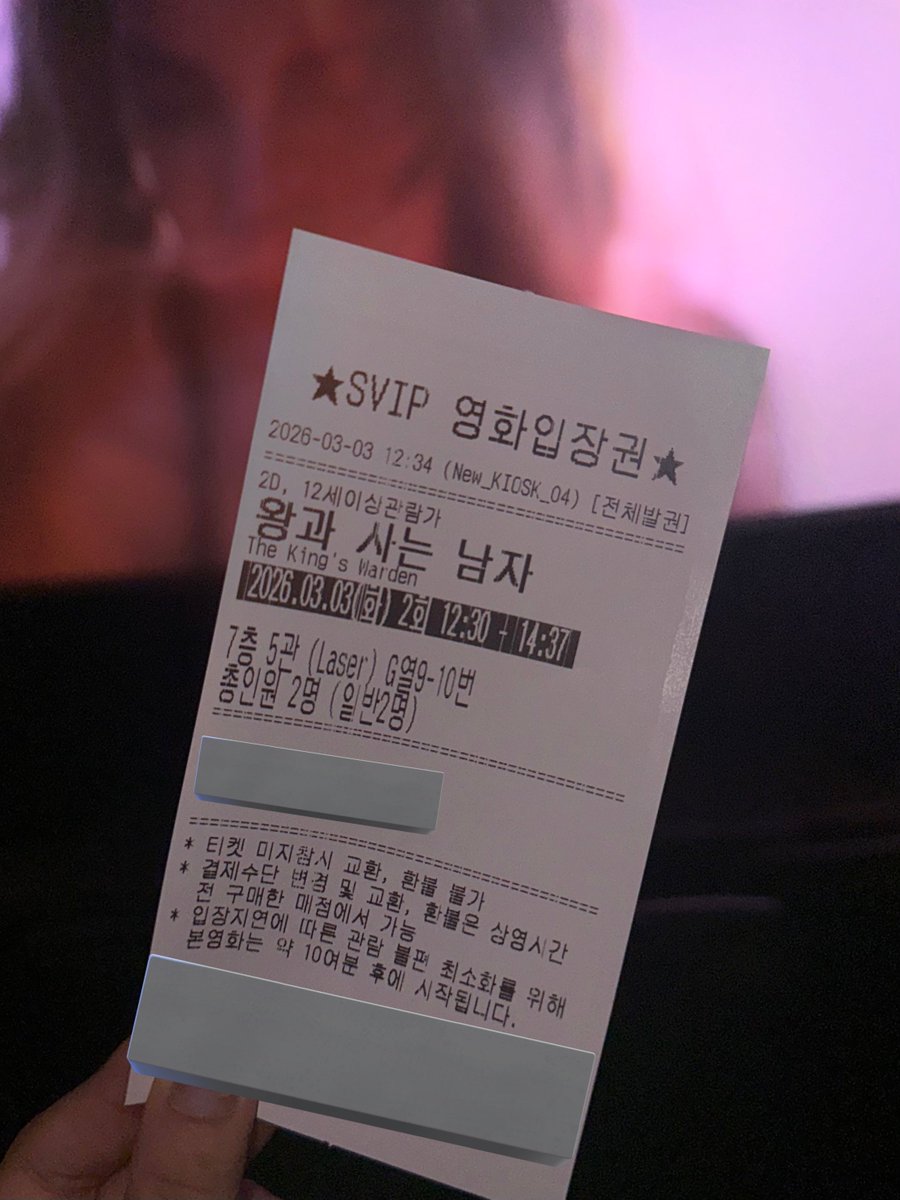 ★SVIP 영화입장권★
2026-03-03 12:34 (New_KIOSK_04) [전체발권]
2D, 12세이상관람가
왕과 사는 남자
The King's Warden
2026.03.03(화) 2회 12:30 - 14:37
7층 5관 (Laser) G열9-10번
총인원 2명 (일반2명)
* 티켓 미지참시 교환, 환불 불가
* 결제수단 변경 및 교환, 환불은 상영시간
전 구매한 매점에서 가능
* 입장지연에 따른 관람 불편 최소화를 위해
본영화는 약 10여분 후에 시작됩니다.